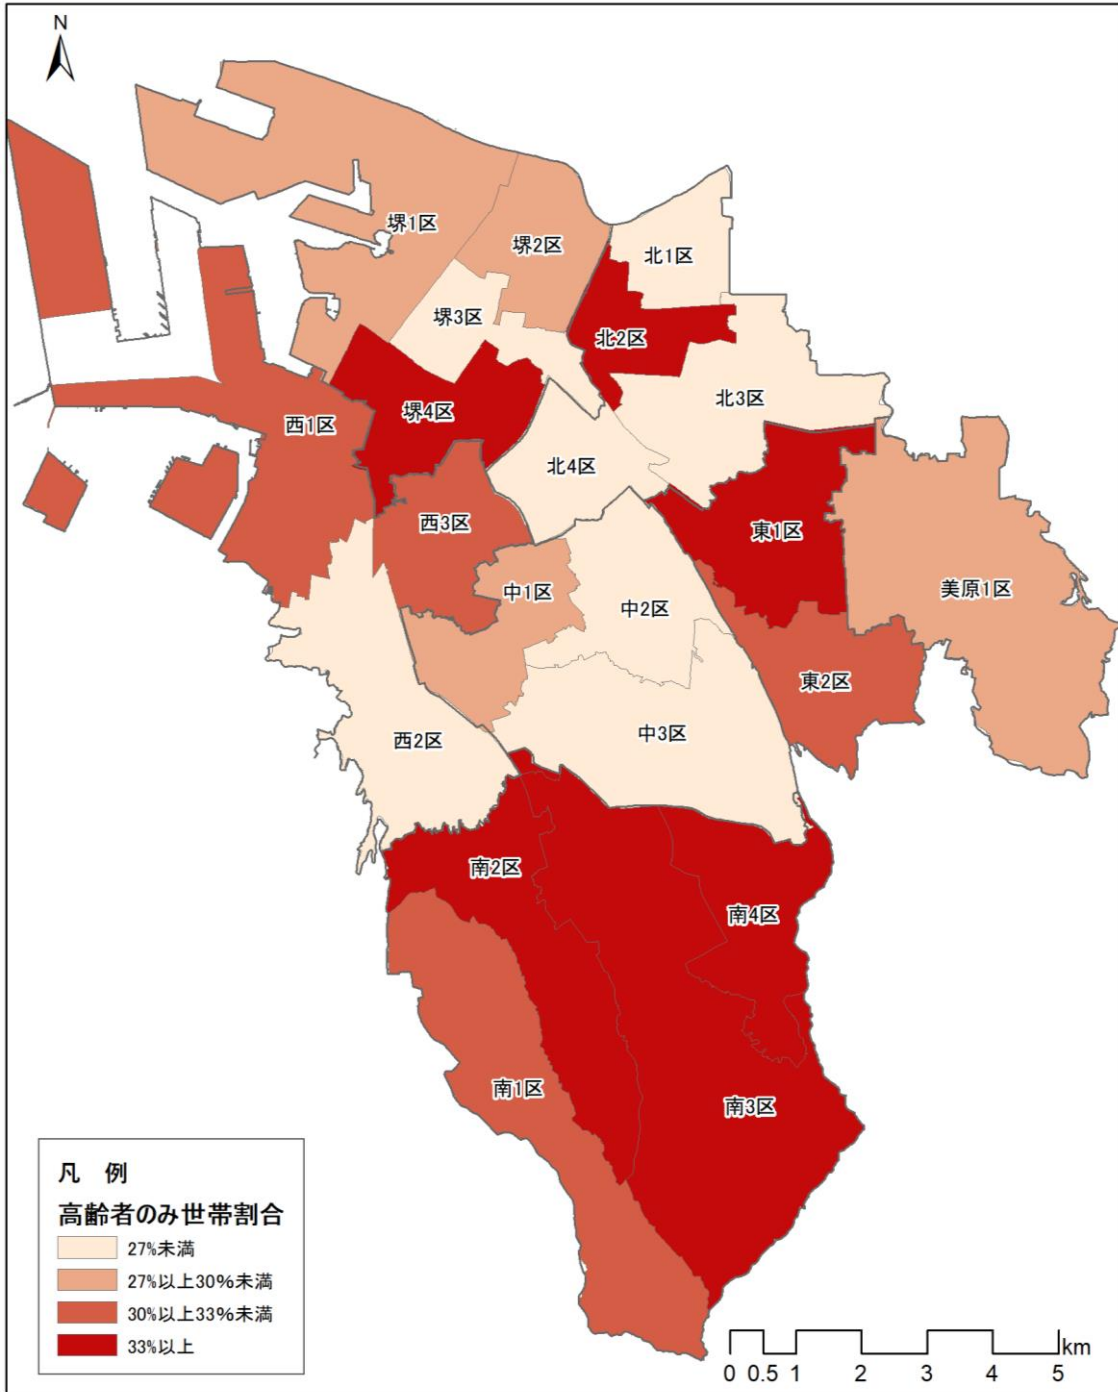 N
堺1区
堺2区
北1区
堺3区
北2区
北3区
堺4区
西1区
北4区
西3区
東1区
中1区
中2区
美原1区
東2区
西2区
中3区
南2区
南4区
南1区
南3区
凡 例
高齢者のみ世帯割合
27%未満
27%以上30%未満
30%以上33%未満
33%以上
km
0 0.5 1 2 3 4 5